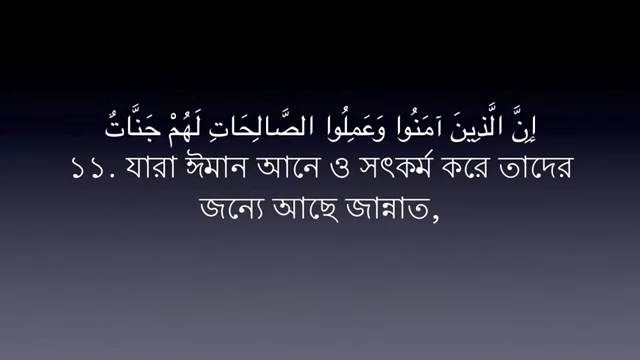 إِنَّ الَّذِينَ آمَنُوا وَعَمِلُوا الصَّالِحَاتِ لَهُمْ جَنَّاتٌ
১১. যারা ঈমান আনে ও সৎকর্ম করে তাদের
জন্যে আছে জান্নাত,